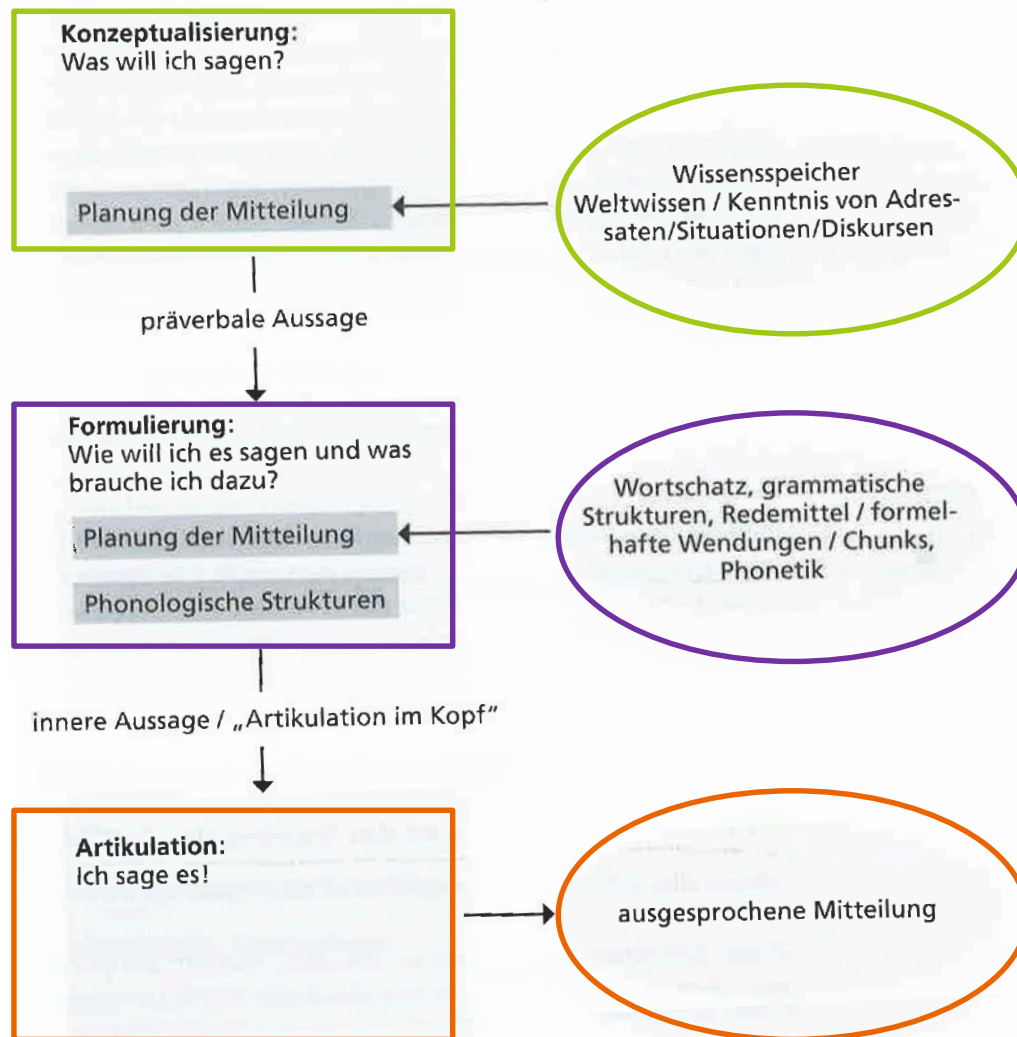 Konzeptualisierung:
Was will ich sagen?
Planung der Mitteilung
Wissensspeicher
Weltwissen / Kenntnis von Adres-
saten/Situationen/Diskursen
präverbale Aussage
Formulierung:
Wie will ich es sagen und was
brauche ich dazu?
Planung der Mitteilung
Phonologische Strukturen
Wortschatz, grammatische
Strukturen, Redemittel / formel-
hafte Wendungen / Chunks,
Phonetik
innere Aussage / „Artikulation im Kopf“
Artikulation:
Ich sage es!
ausgesprochene Mitteilung